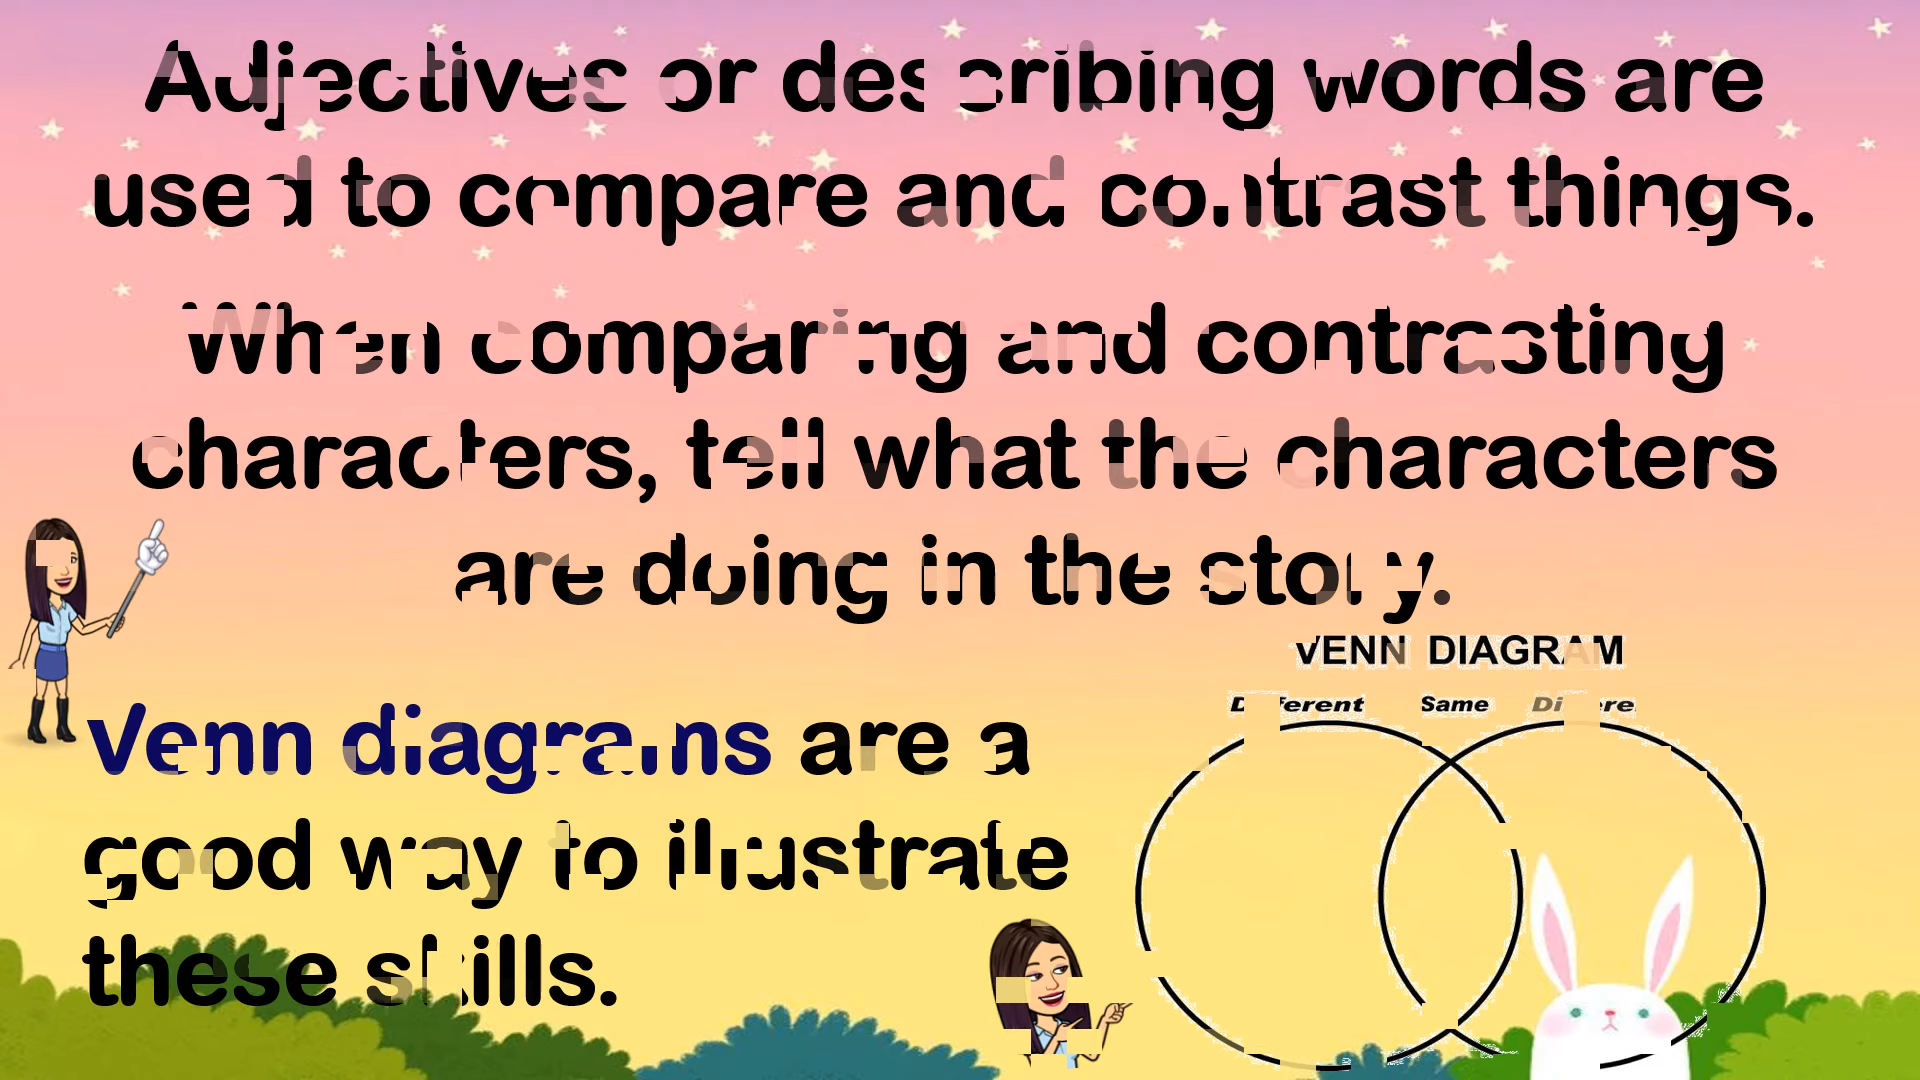 Adjectives or describing words are
used to compare and contrast things.
When comparing and contrasting
characters, tell what the characters
are doing in the story.
VENN DIAGRAM
Different Same
Venn diagrams are a
good way to illustrate
these skills.